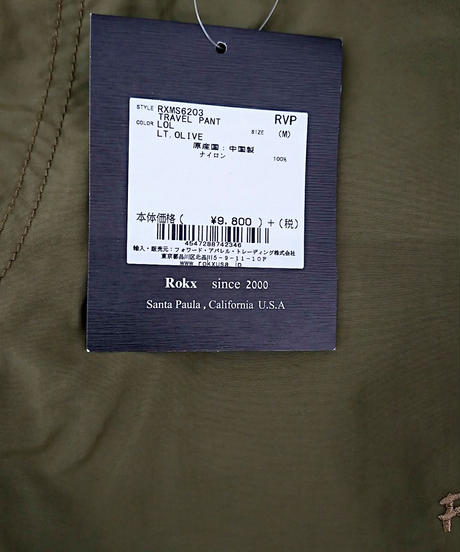 STYLE RXMS6203 RVP
TRAVEL PANT
COLOR LOL SIZE (M)
LT.OLIVE
原産国：中国製
ナイロン 100%
本体価格( ¥9,800 )+(税)
4547288742346
輸入・販売元：フォワード・アパレル・トレーディング株式会社
東京都品川区北品川5-9-11-10F
www.rokxusa.jp
Rokx since 2000
Santa Paula , California U.S.A